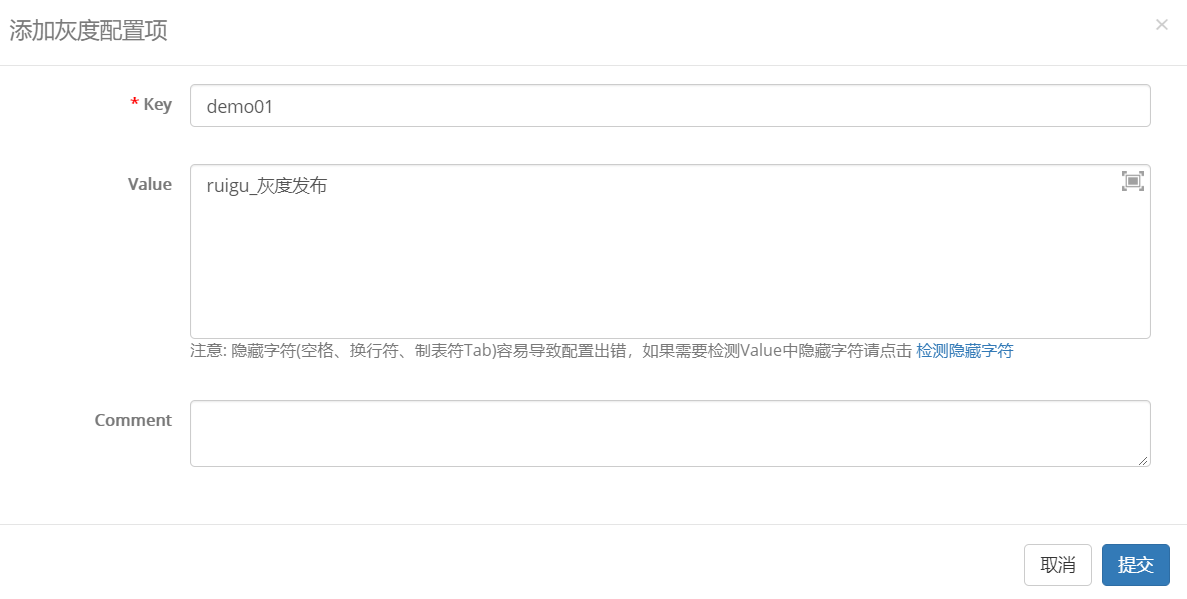 添加灰度配置项
×
* Key
demo01
Value
ruigu_灰度发布
注意: 隐藏字符(空格、换行符、制表符Tab)容易导致配置出错，如果需要检测Value中隐藏字符请点击 检测隐藏字符
Comment
取消
提交